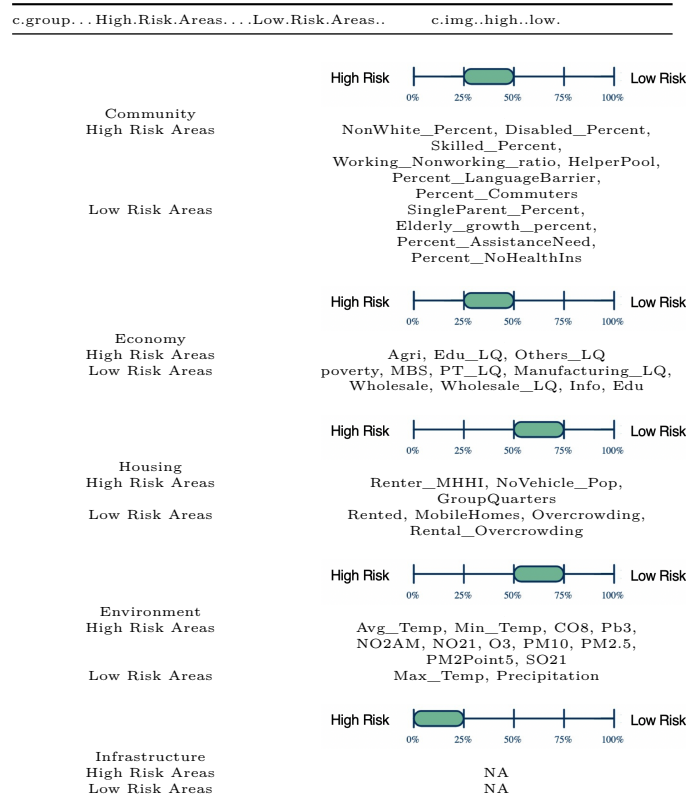 c.group...High.Risk.Areas....Low.Risk.Areas.. c.img..high..low.
High Risk Low Risk
0% 25% 50% 75% 100%
Community
High Risk Areas NonWhite_Percent, Disabled_Percent,
Skilled_Percent,
Working_Nonworking_ratio, HelperPool,
Percent_LanguageBarrier,
Percent_Commuters
Low Risk Areas SingleParent_Percent,
Elderly_growth_percent,
Percent_AssistanceNeed,
Percent_NoHealthIns
High Risk Low Risk
0% 25% 50% 75% 100%
Economy
High Risk Areas Agri, Edu_LQ, Others_LQ
Low Risk Areas poverty, MBS, PT_LQ, Manufacturing_LQ,
Wholesale, Wholesale_LQ, Info, Edu
High Risk Low Risk
0% 25% 50% 75% 100%
Housing
High Risk Areas Renter_MHHI, NoVehicle_Pop,
GroupQuarters
Low Risk Areas Rented, MobileHomes, Overcrowding,
Rental_Overcrowding
High Risk Low Risk
0% 25% 50% 75% 100%
Environment
High Risk Areas Avg_Temp, Min_Temp, CO8, Pb3,
NO2AM, NO21, O3, PM10, PM2.5,
PM2Point5, SO21
Low Risk Areas Max_Temp, Precipitation
High Risk Low Risk
0% 25% 50% 75% 100%
Infrastructure
High Risk Areas NA
Low Risk Areas NA